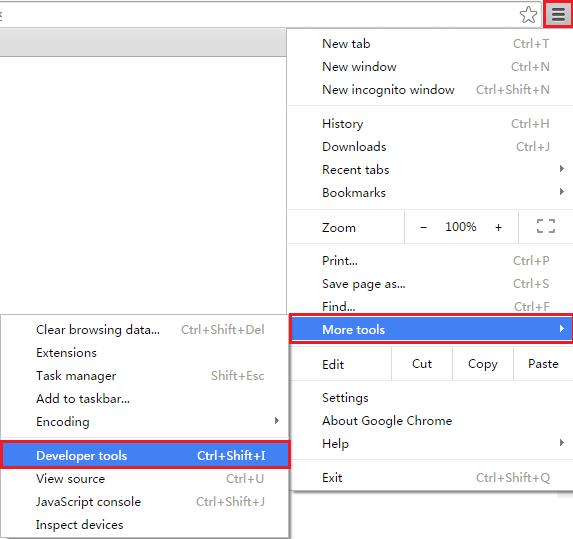 New tab Ctrl+T
New window Ctrl+N
New incognito window Ctrl+Shift+N
History Ctrl+H
Downloads Ctrl+J
Recent tabs
Bookmarks
Zoom − 100% +
Print... Ctrl+P
Save page as... Ctrl+S
Find... Ctrl+F
More tools
Edit Cut Copy Paste
Settings
About Google Chrome
Help
Exit Ctrl+Shift+Q
Clear browsing data... Ctrl+Shift+Del
Extensions
Task manager Shift+Esc
Add to taskbar...
Encoding
Developer tools Ctrl+Shift+I
View source Ctrl+U
JavaScript console Ctrl+Shift+J
Inspect devices